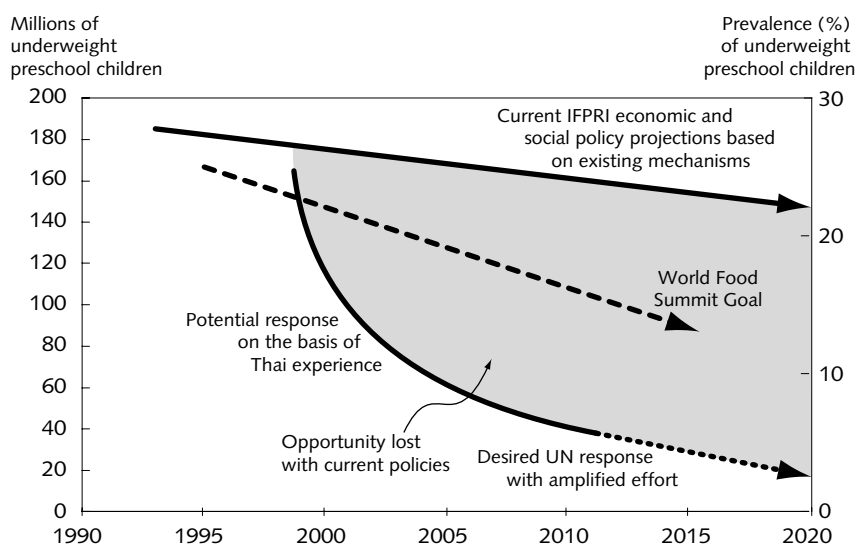 Millions of
underweight
preschool children
Prevalence (%)
of underweight
preschool children
200
180
160
140
120
100
80
60
40
20
0
30
20
10
0
Current IFPRI economic and
social policy projections based
on existing mechanisms
World Food
Summit Goal
Potential response
on the basis of
Thai experience
Opportunity lost
with current policies
Desired UN response
with amplified effort
1990 1995 2000 2005 2010 2015 2020